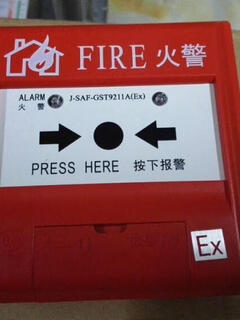 FIRE 火警
ALARM J-SAF-GST9211A(Ex)
火 警
PRESS HERE 按下报警
Ex